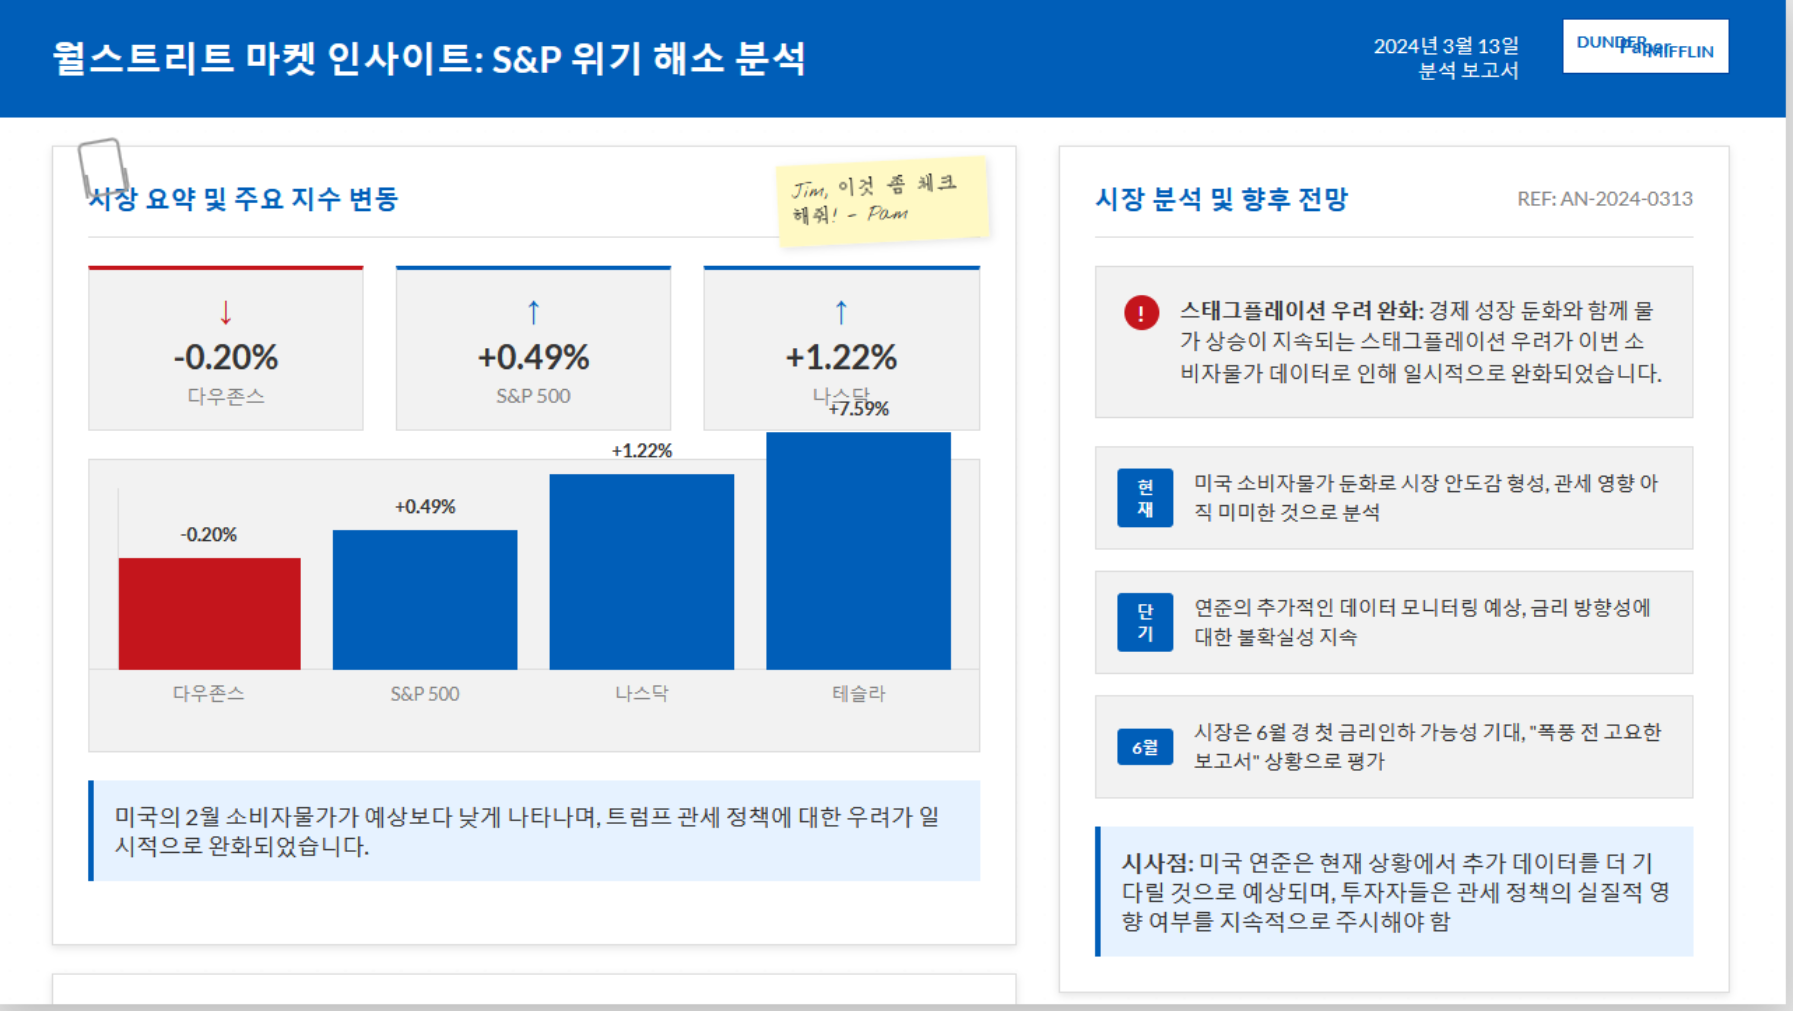 월스트리트 마켓 인사이트: S&P 위기 해소 분석
2024년 3월 13일
분석 보고서
DUNDER
Paper
MIFFLIN
시장 요약 및 주요 지수 변동
Jim, 이것 좀 체크
해줘! - Pam
↓
-0.20%
다우존스
↑
+0.49%
S&P 500
↑
+1.22%
나스닥
-0.20%
+0.49%
+1.22%
+7.59%
다우존스
S&P 500
나스닥
테슬라
미국의 2월 소비자물가가 예상보다 낮게 나타나며, 트럼프 관세 정책에 대한 우려가 일
시적으로 완화되었습니다.
시장 분석 및 향후 전망
REF: AN-2024-0313
!
스태그플레이션 우려 완화: 경제 성장 둔화와 함께 물
가 상승이 지속되는 스태그플레이션 우려가 이번 소
비자물가 데이터로 인해 일시적으로 완화되었습니다.
현
재
미국 소비자물가 둔화로 시장 안도감 형성, 관세 영향 아
직 미미한 것으로 분석
단
기
연준의 추가적인 데이터 모니터링 예상, 금리 방향성에
대한 불확실성 지속
6월
시장은 6월 경 첫 금리인하 가능성 기대, "폭풍 전 고요한
보고서" 상황으로 평가
시사점: 미국 연준은 현재 상황에서 추가 데이터를 더 기
다릴 것으로 예상되며, 투자자들은 관세 정책의 실질적 영
향 여부를 지속적으로 주시해야 함